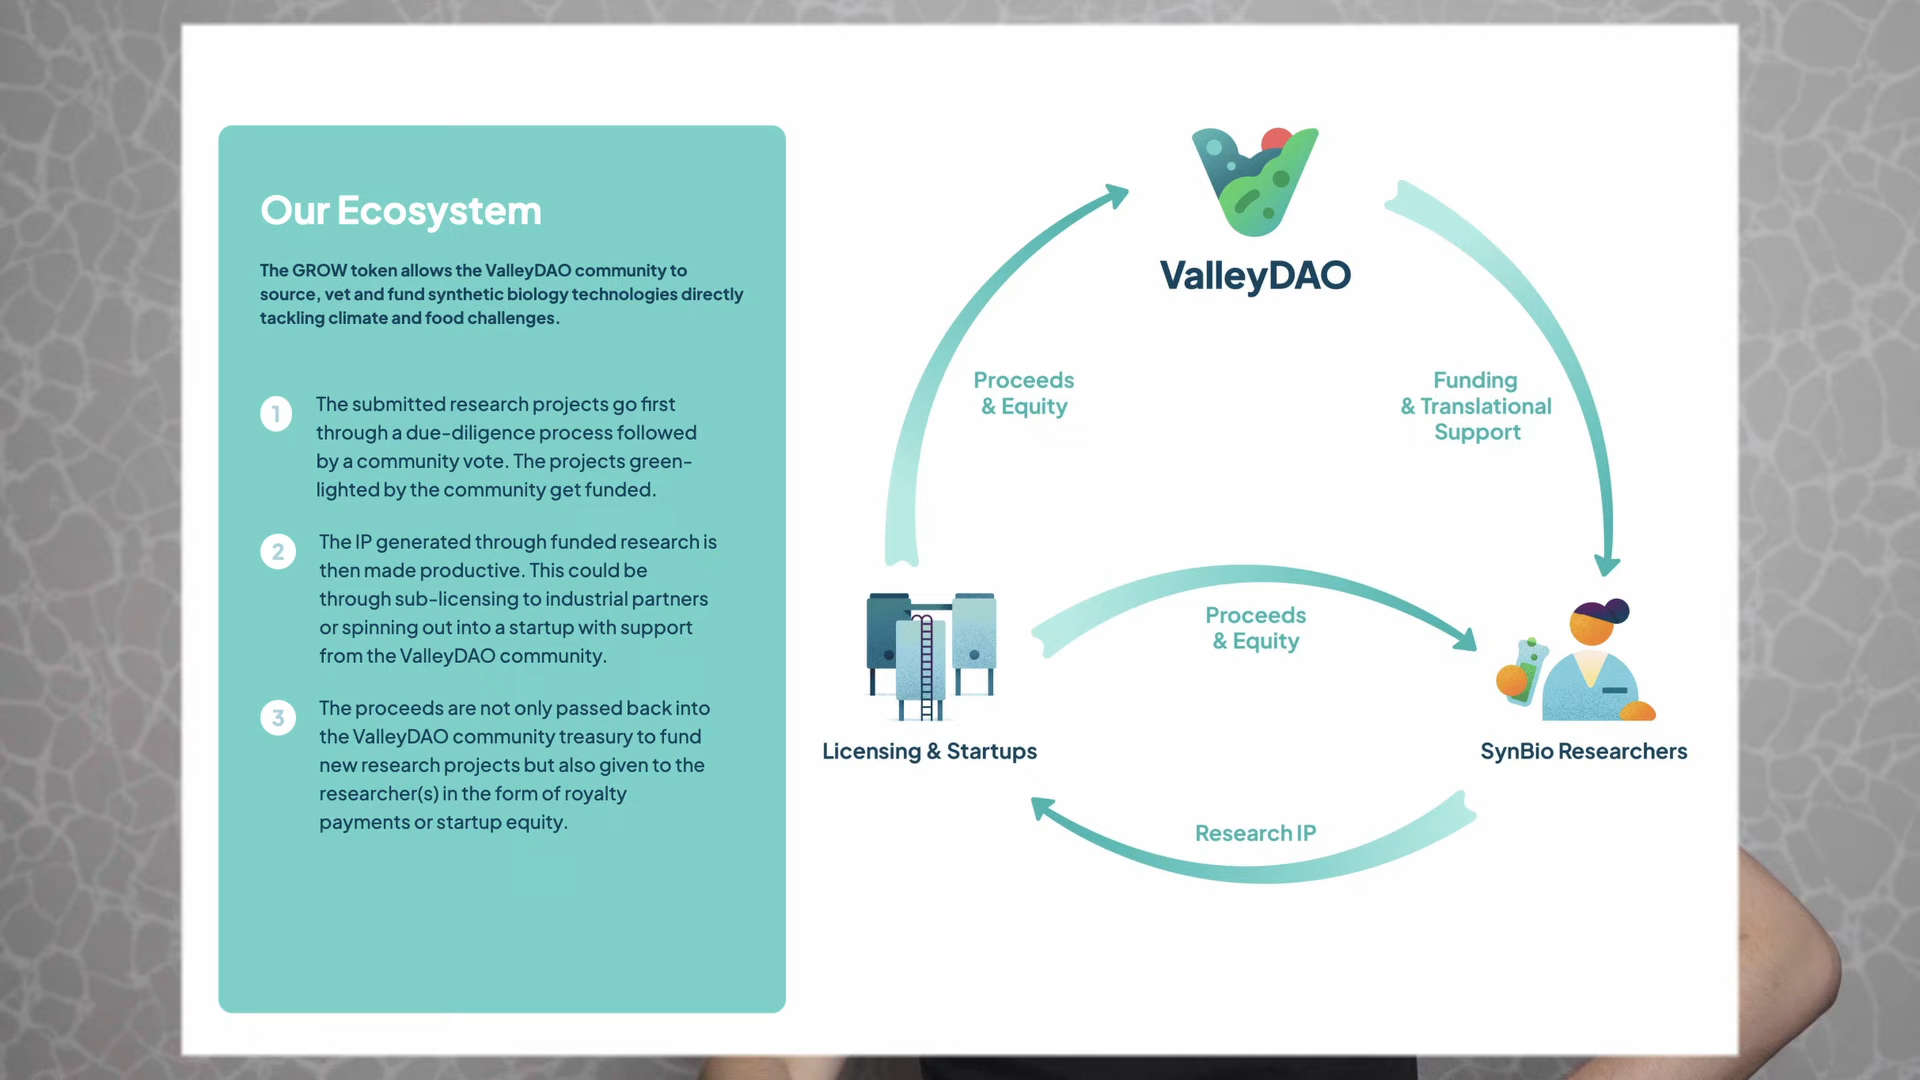 Our Ecosystem
The GROW token allows the ValleyDAO community to
source, vet and fund synthetic biology technologies directly
tackling climate and food challenges.
1
The submitted research projects go first
through a due-diligence process followed
by a community vote. The projects green-
lighted by the community get funded.
2
The IP generated through funded research is
then made productive. This could be
through sub-licensing to industrial partners
or spinning out into a startup with support
from the ValleyDAO community.
3
The proceeds are not only passed back into
the ValleyDAO community treasury to fund
new research projects but also given to the
researcher(s) in the form of royalty
payments or startup equity.
ValleyDAO
Proceeds
& Equity
Funding
& Translational
Support
Proceeds
& Equity
Licensing & Startups
SynBio Researchers
Research IP